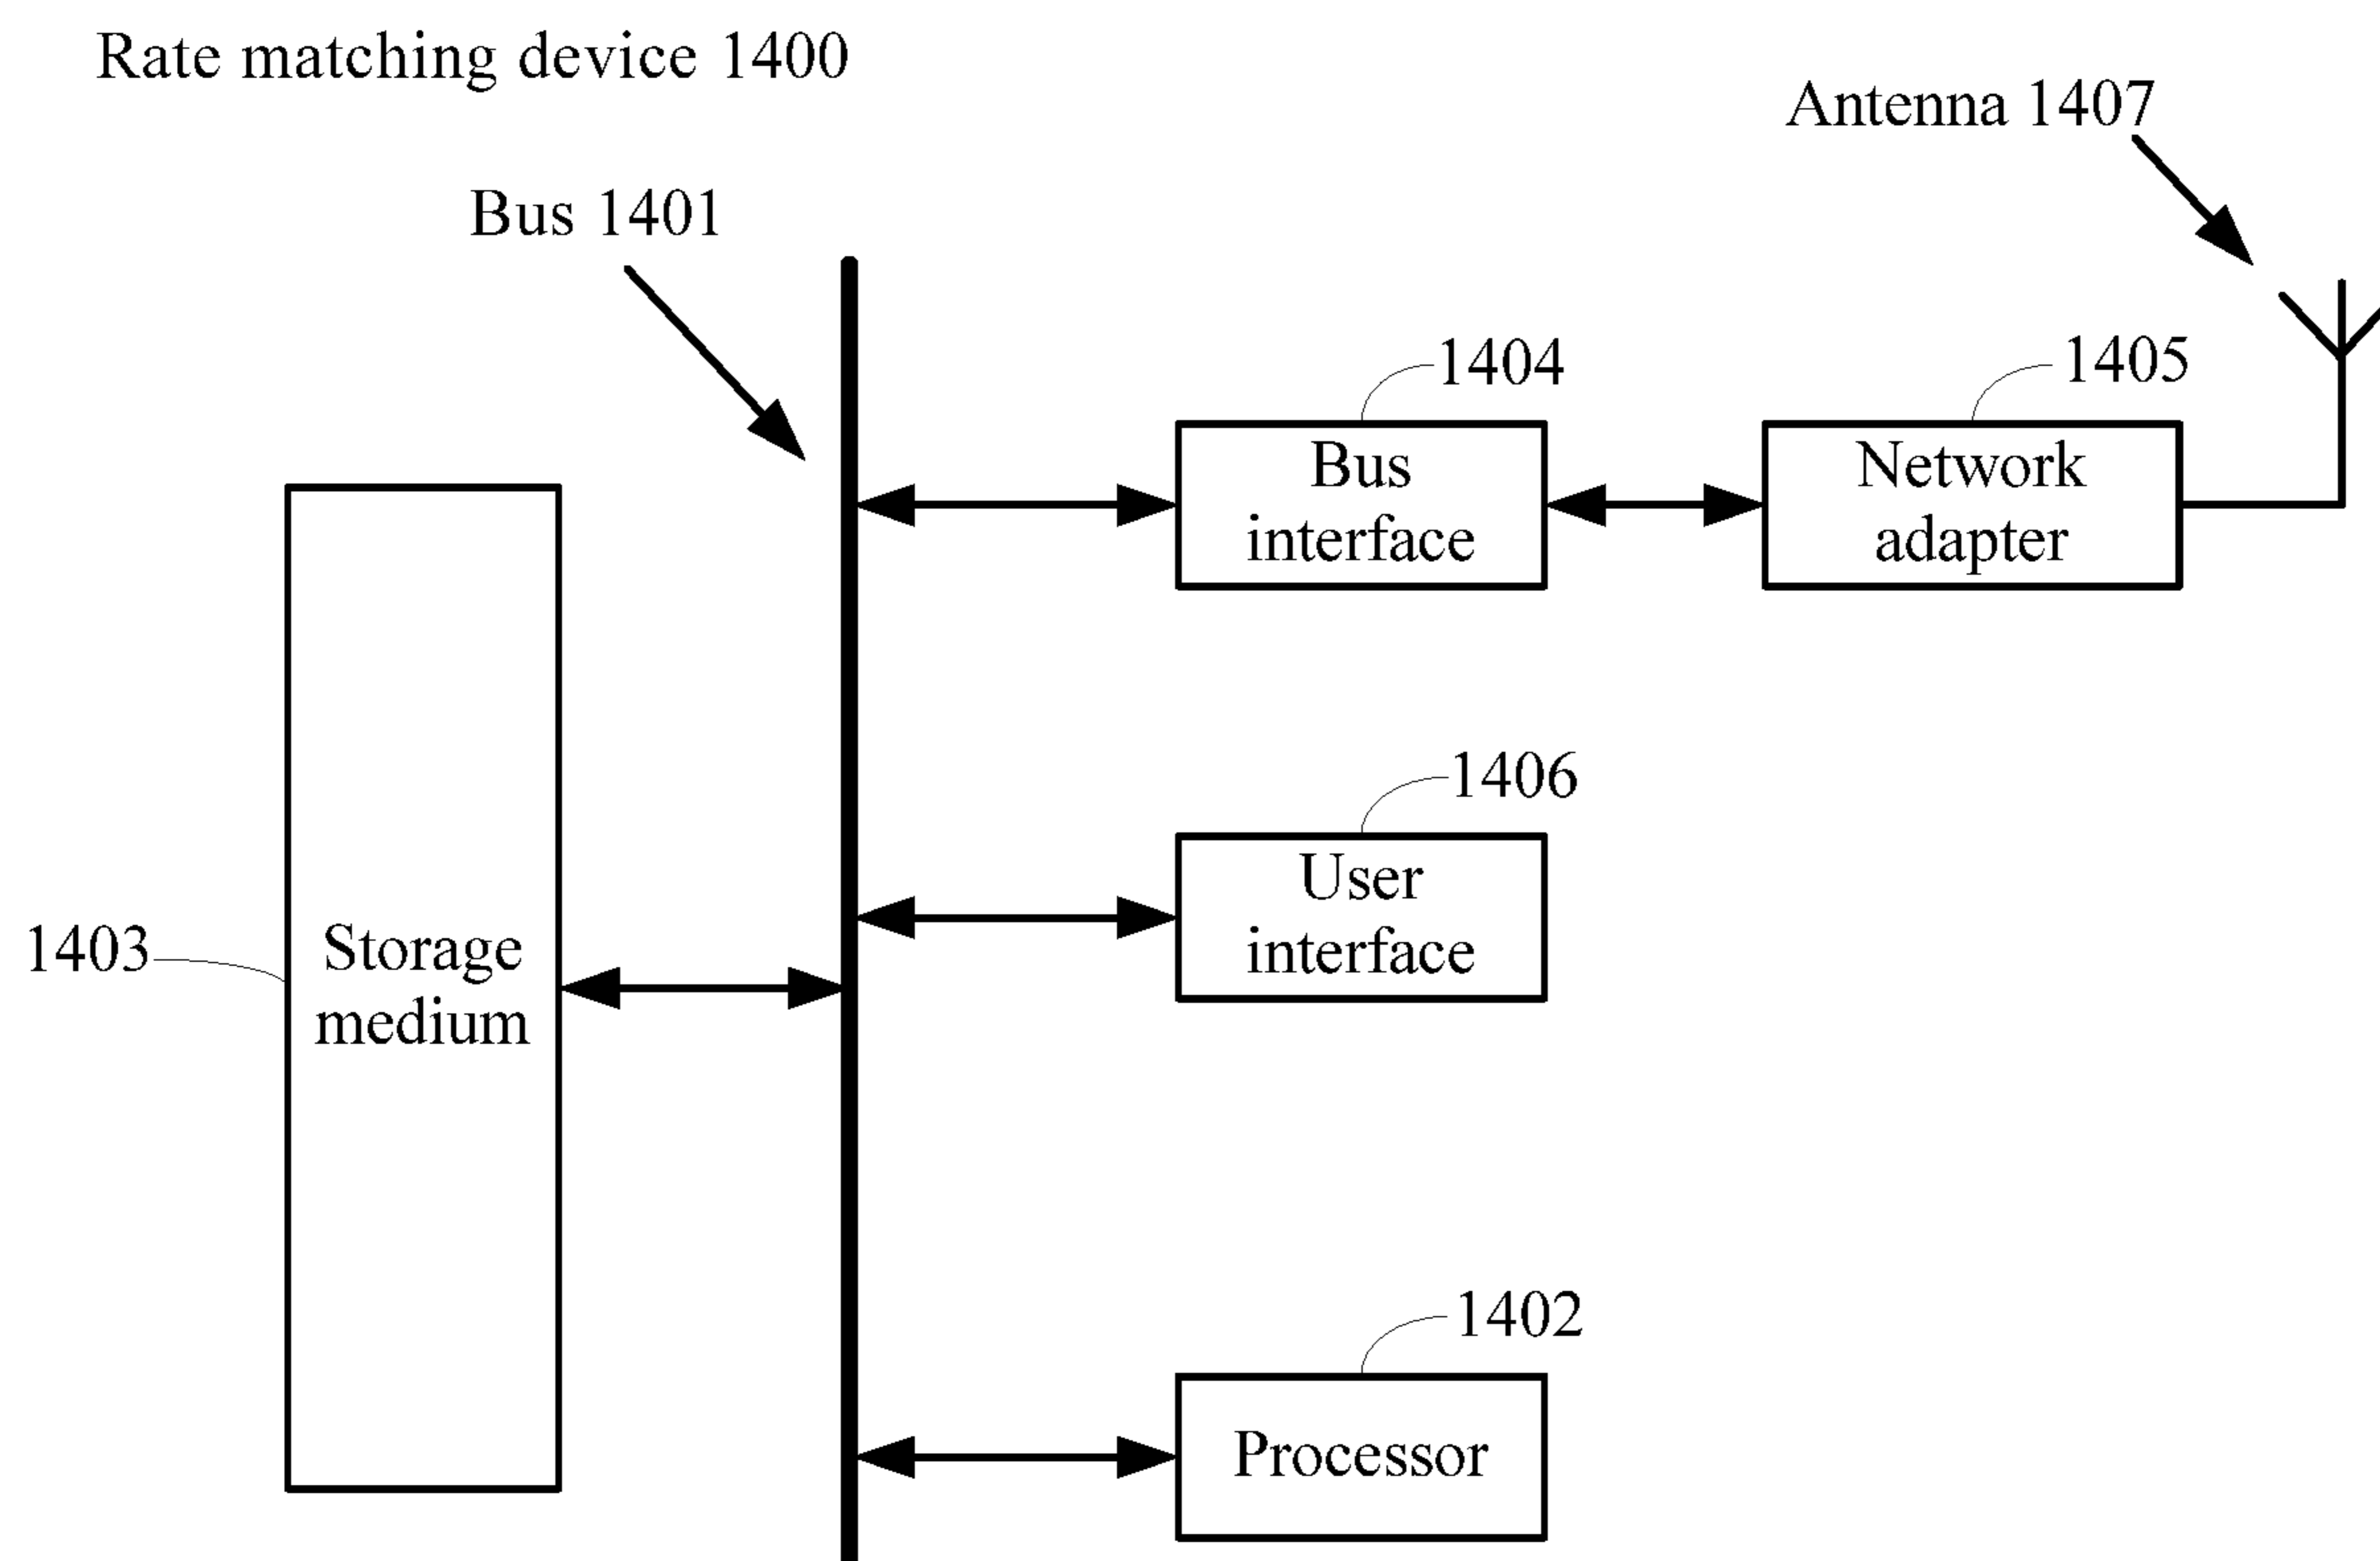 Rate matching device 1400
Antenna 1407
Bus 1401
1404
1405
Bus
interface
Network
adapter
1406
User
interface
1403
Storage
medium
1402
Processor